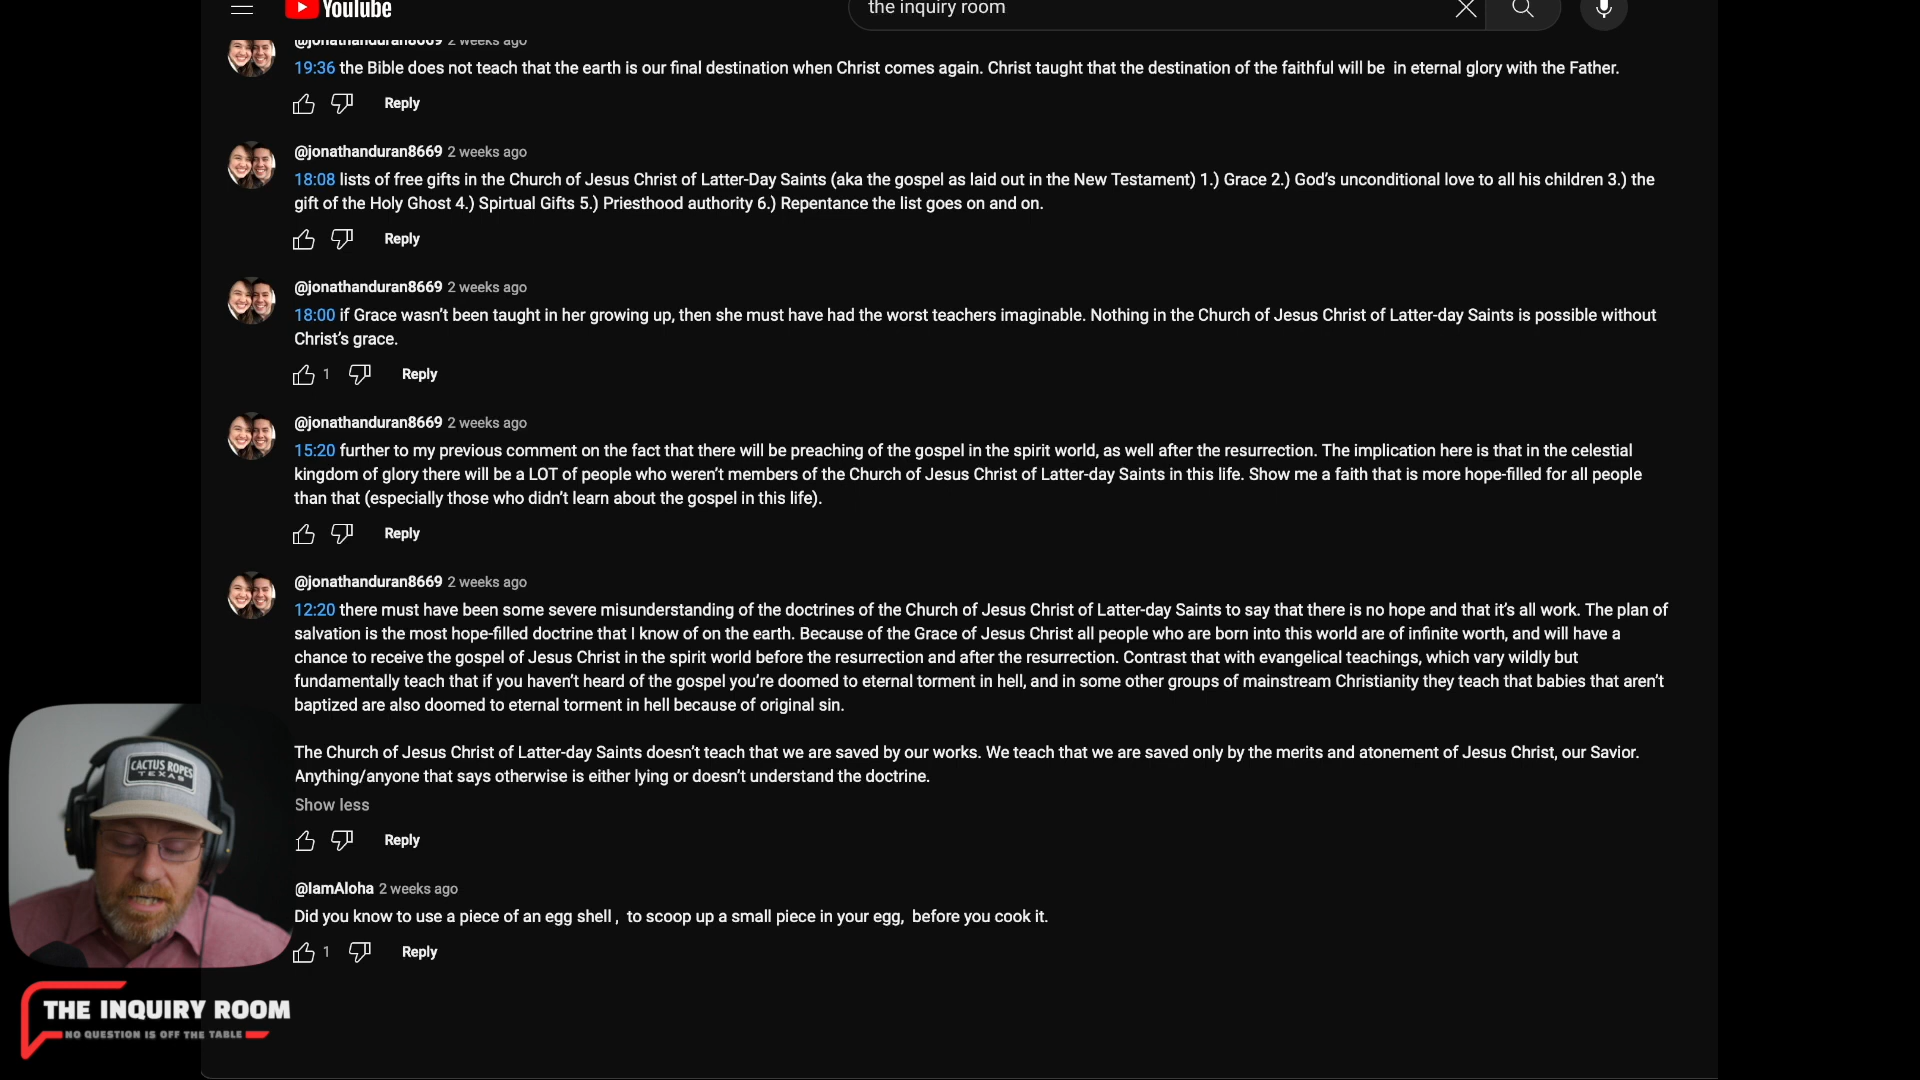 YouTube
the inquiry room
@jonathanduran8669 2 weeks ago
19:36 the Bible does not teach that the earth is our final destination when Christ comes again. Christ taught that the destination of the faithful will be in eternal glory with the Father.
Reply
@jonathanduran8669 2 weeks ago
18:08 lists of free gifts in the Church of Jesus Christ of Latter-Day Saints (aka the gospel as laid out in the New Testament) 1.) Grace 2.) God's unconditional love to all his children 3.) the
gift of the Holy Ghost 4.) Spirtual Gifts 5.) Priesthood authority 6.) Repentance the list goes on and on.
Reply
@jonathanduran8669 2 weeks ago
18:00 if Grace wasn't been taught in her growing up, then she must have had the worst teachers imaginable. Nothing in the Church of Jesus Christ of Latter-day Saints is possible without
Christ's grace.
1 Reply
@jonathanduran8669 2 weeks ago
15:20 further to my previous comment on the fact that there will be preaching of the gospel in the spirit world, as well after the resurrection. The implication here is that in the celestial
kingdom of glory there will be a LOT of people who weren't members of the Church of Jesus Christ of Latter-day Saints in this life. Show me a faith that is more hope-filled for all people
than that (especially those who didn't learn about the gospel in this life).
Reply
@jonathanduran8669 2 weeks ago
12:20 there must have been some severe misunderstanding of the doctrines of the Church of Jesus Christ of Latter-day Saints to say that there is no hope and that it's all work. The plan of
salvation is the most hope-filled doctrine that I know of on the earth. Because of the Grace of Jesus Christ all people who are born into this world are of infinite worth, and will have a
chance to receive the gospel of Jesus Christ in the spirit world before the resurrection and after the resurrection. Contrast that with evangelical teachings, which vary wildly but
fundamentally teach that if you haven't heard of the gospel you're doomed to eternal torment in hell, and in some other groups of mainstream Christianity they teach that babies that aren't
baptized are also doomed to eternal torment in hell because of original sin.
The Church of Jesus Christ of Latter-day Saints doesn't teach that we are saved by our works. We teach that we are saved only by the merits and atonement of Jesus Christ, our Savior.
Anything/anyone that says otherwise is either lying or doesn't understand the doctrine.
Show less
Reply
@IamAloha 2 weeks ago
Did you know to use a piece of an egg shell , to scoop up a small piece in your egg, before you cook it.
1 Reply
CACTUS ROPES
TEXAS
THE INQUIRY ROOM
NO QUESTION IS OFF THE TABLE